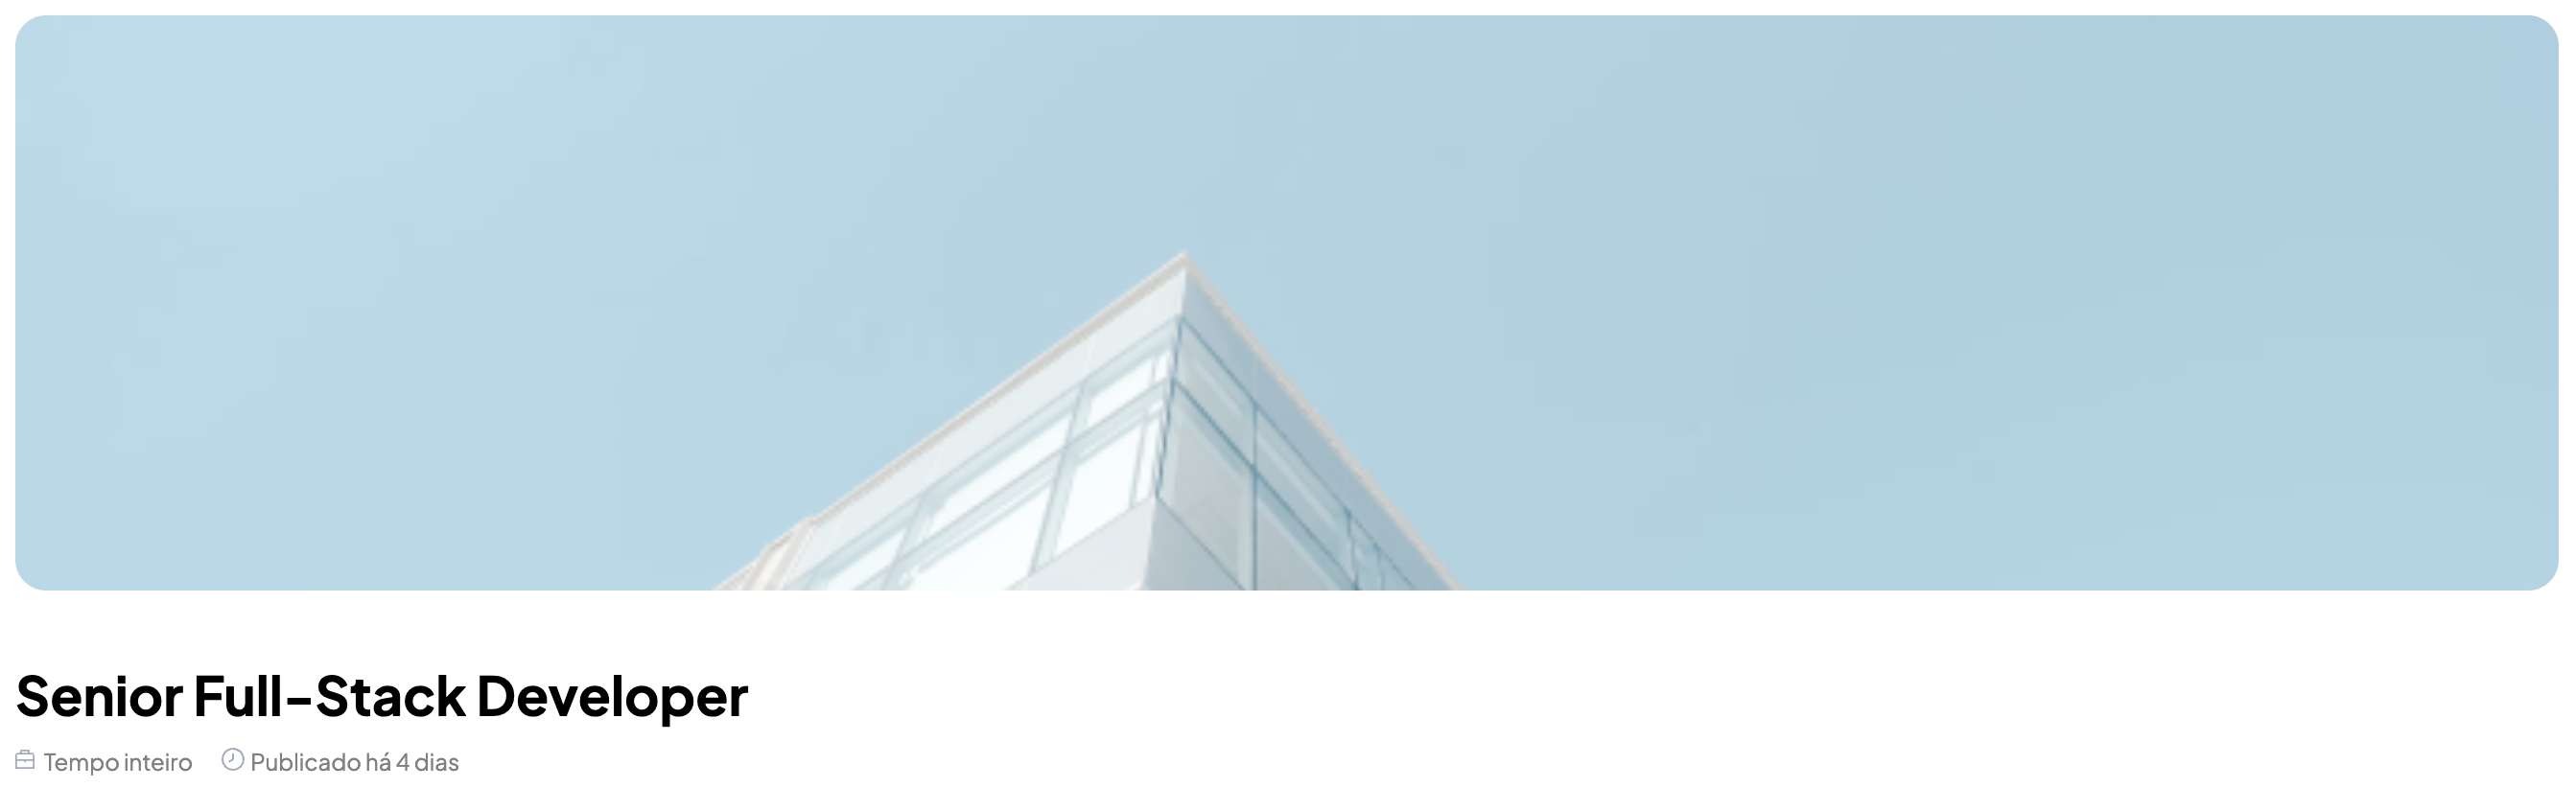 Senior Full-Stack Developer
Tempo inteiro Publicado há 4 dias